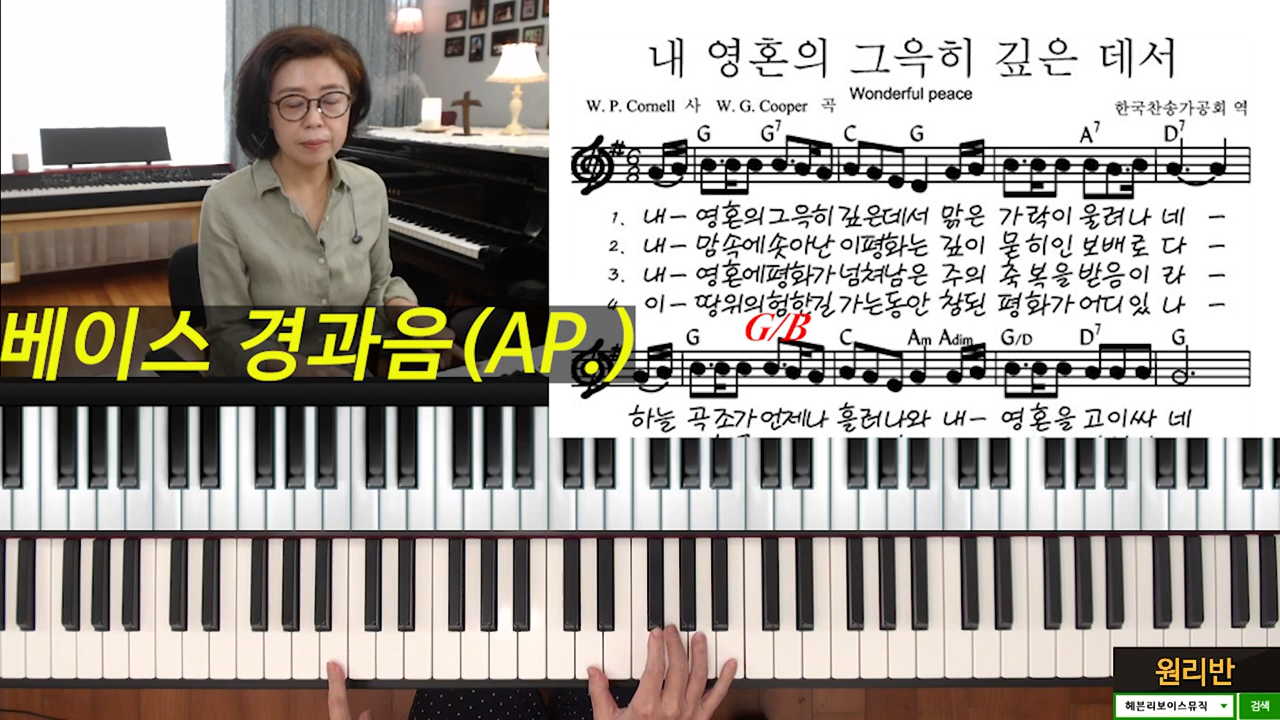 내 영혼의 그윽히 깊은 데서
Wonderful peace
W. P. Cornell 사 W. G. Cooper 곡
한국찬송가공회 역
G G7 C G A7 D7
1. 내- 영혼의그윽히깊은데서 맑은 가락이울려나 네 -
2. 내- 맘속에솟아난 이평화는 깊이 묻히인 보배로 다 -
3. 내- 영혼에평화가넘쳐남은 주의 축복을받음이 라 -
4. 이- 땅위의험한길 가는동안 참된 평화가어디있 나 -
G G/B C Am Adim G/D D7 G
하늘 곡조가언제나 흘러나와 내- 영혼을 고이싸 네
베이스 경과음(AP.)
원리반
헤븐리보이스뮤직 검색